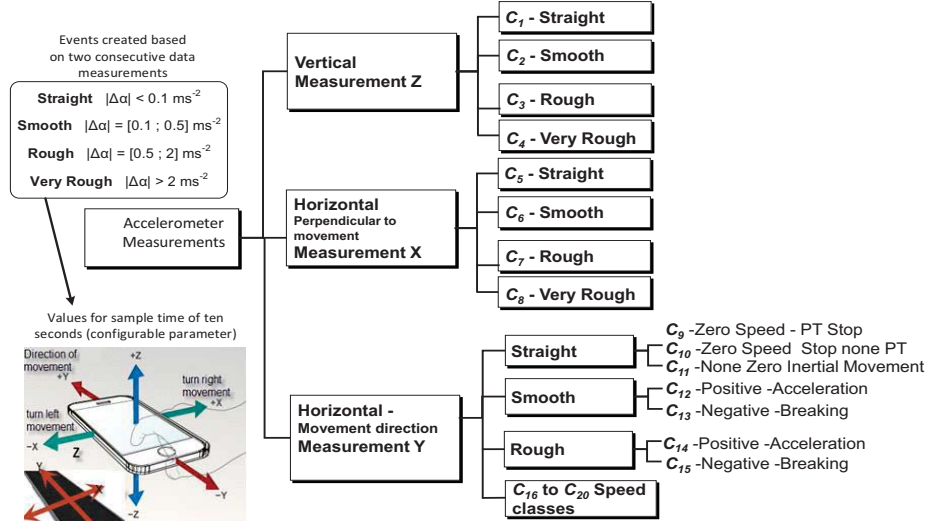 Events created based
on two consecutive data
measurements
Straight |Δα| < 0.1 ms⁻²
Smooth |Δα| = [0.1 ; 0.5] ms⁻²
Rough |Δα| = [0.5 ; 2] ms⁻²
Very Rough |Δα| > 2 ms⁻²
Accelerometer
Measurements
Values for sample time of ten
seconds (configurable parameter)
Direction of
movement
+Y
+Z
turn right
movement
+X
turn left
movement
-X
Z
-Y
-Z
Y
X
Vertical
Measurement Z
C1 - Straight
C2 - Smooth
C3 - Rough
C4 - Very Rough
Horizontal
Perpendicular to
movement
Measurement X
C5 - Straight
C6 - Smooth
C7 - Rough
C8 - Very Rough
Horizontal -
Movement direction
Measurement Y
Straight
C9 -Zero Speed - PT Stop
C10 -Zero Speed Stop none PT
C11 -None Zero Inertial Movement
Smooth
C12 -Positive -Acceleration
C13 -Negative -Breaking
Rough
C14 -Positive -Acceleration
C15 -Negative -Breaking
C16 to C20 Speed
classes